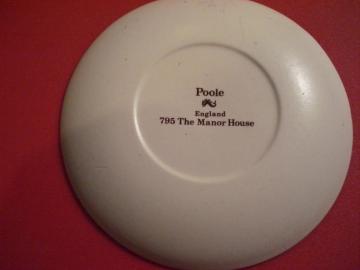 Poole
England
795 The Manor House